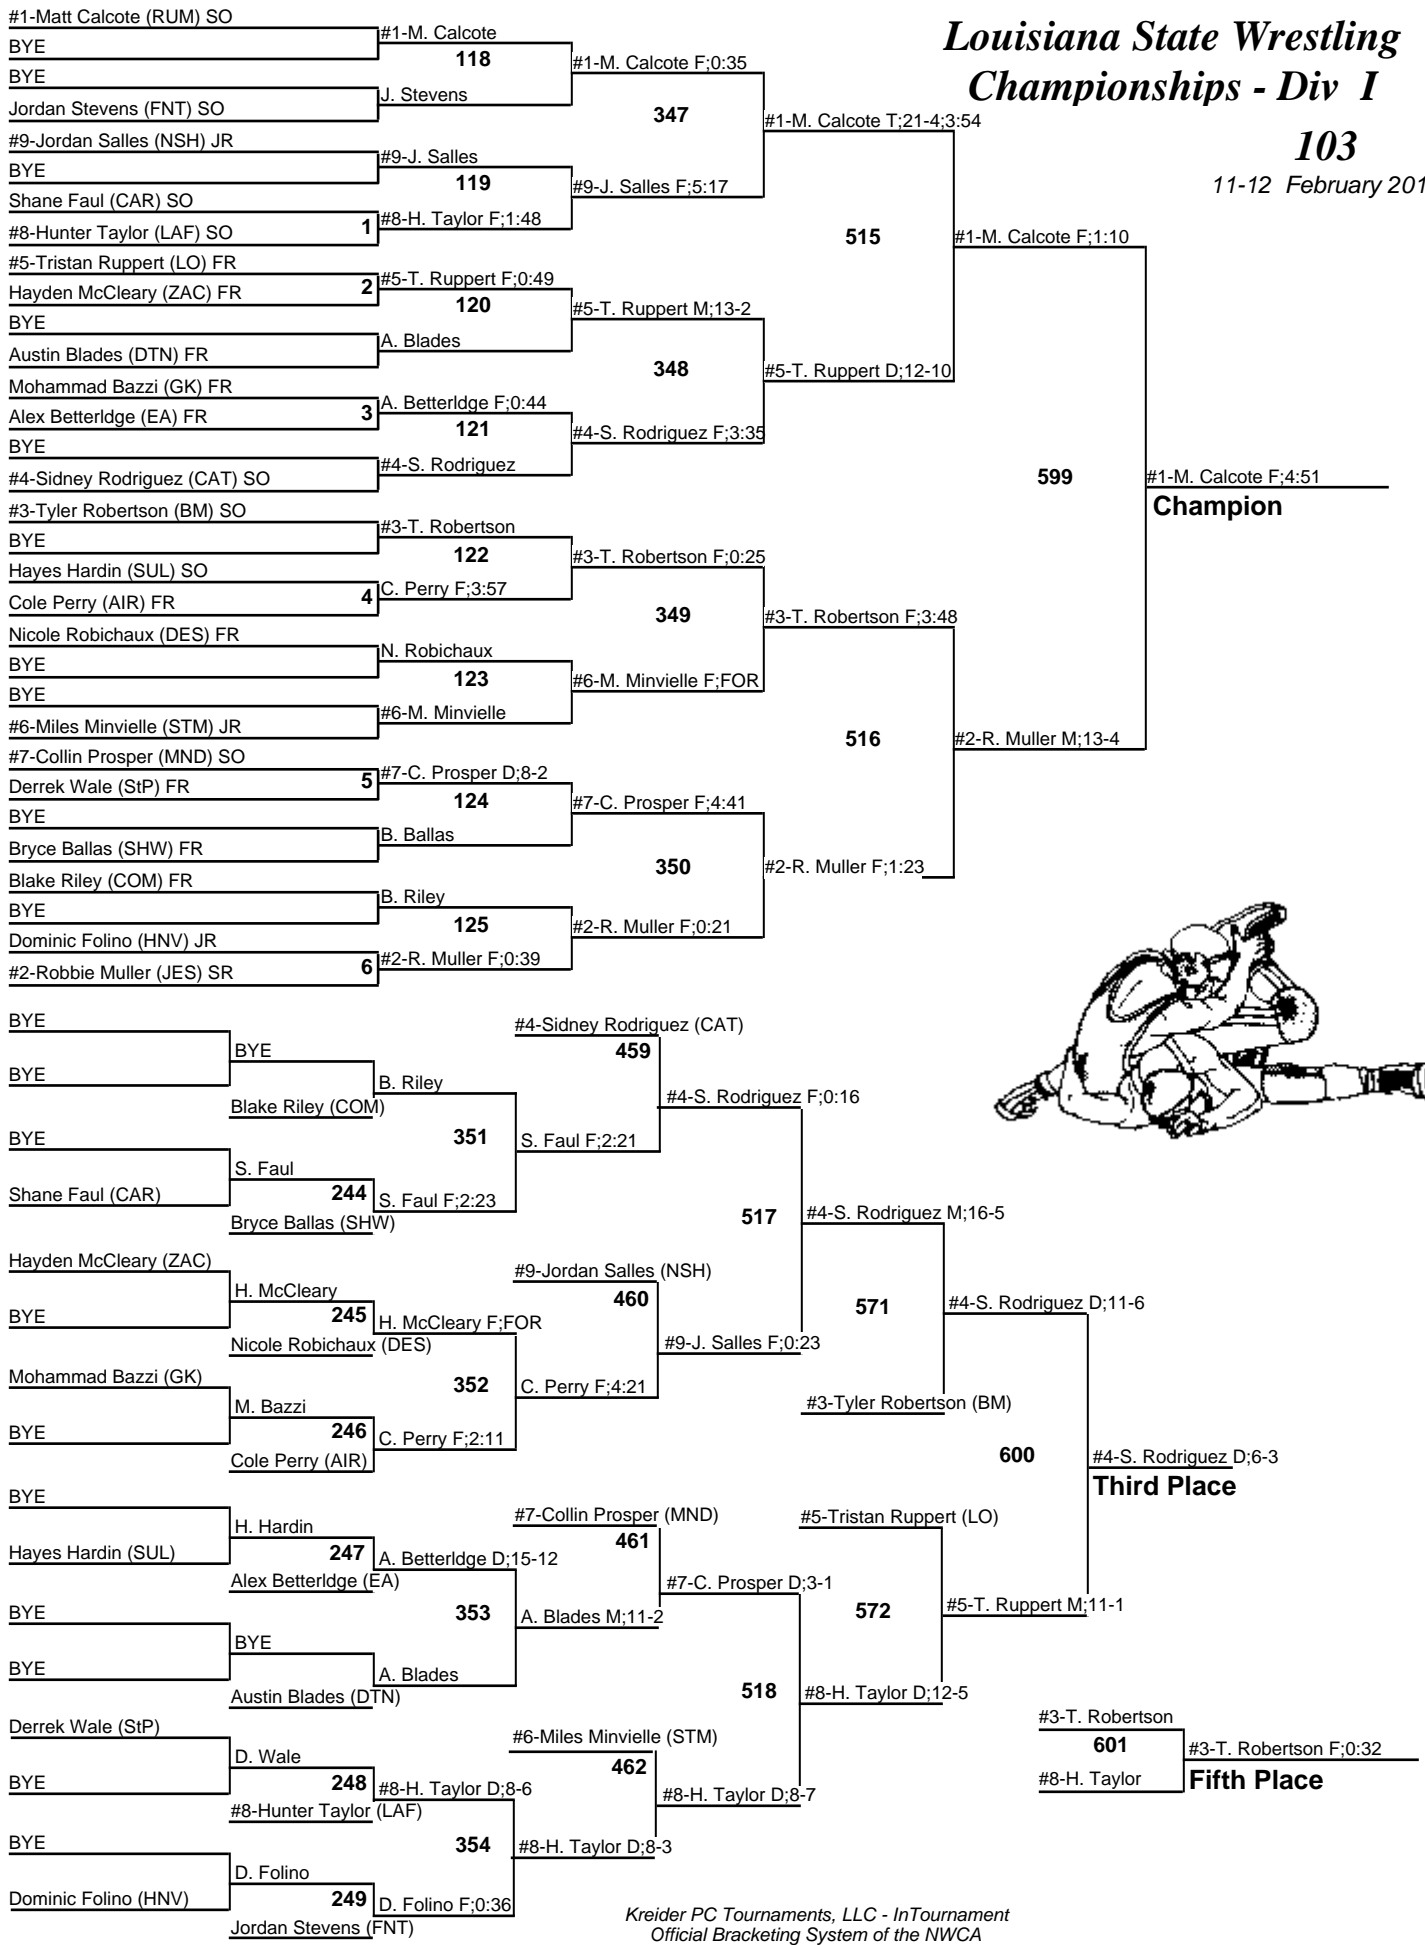 Louisiana State Wrestling
Championships - Div I
103
11-12 February 201
#1-Matt Calcote (RUM) SO
BYE
BYE
Jordan Stevens (FNT) SO
#9-Jordan Salles (NSH) JR
BYE
Shane Faul (CAR) SO
#8-Hunter Taylor (LAF) SO
1
#5-Tristan Ruppert (LO) FR
Hayden McCleary (ZAC) FR
2
BYE
Austin Blades (DTN) FR
Mohammad Bazzi (GK) FR
Alex Betterldge (EA) FR
3
BYE
#4-Sidney Rodriguez (CAT) SO
#3-Tyler Robertson (BM) SO
BYE
Hayes Hardin (SUL) SO
Cole Perry (AIR) FR
4
Nicole Robichaux (DES) FR
BYE
BYE
#6-Miles Minvielle (STM) JR
#7-Collin Prosper (MND) SO
Derrek Wale (StP) FR
5
BYE
Bryce Ballas (SHW) FR
Blake Riley (COM) FR
BYE
Dominic Folino (HNV) JR
#2-Robbie Muller (JES) SR
6
#1-M. Calcote
118
J. Stevens
#9-J. Salles
119
#8-H. Taylor F;1:48
#5-T. Ruppert F;0:49
120
A. Blades
A. Betterldge F;0:44
121
#4-S. Rodriguez
#3-T. Robertson
122
C. Perry F;3:57
N. Robichaux
123
#6-M. Minvielle
#7-C. Prosper D;8-2
124
B. Ballas
B. Riley
125
#2-R. Muller F;0:39
#1-M. Calcote F;0:35
347
#9-J. Salles F;5:17
#5-T. Ruppert M;13-2
348
#4-S. Rodriguez F;3:35
#3-T. Robertson F;0:25
349
#6-M. Minvielle F;FOR
#7-C. Prosper F;4:41
350
#2-R. Muller F;0:21
#1-M. Calcote T;21-4;3:54
515
#5-T. Ruppert D;12-10
#3-T. Robertson F;3:48
516
#2-R. Muller F;1:23
#1-M. Calcote F;1:10
599
#2-R. Muller M;13-4
#1-M. Calcote F;4:51
Champion
BYE
BYE
BYE
Shane Faul (CAR)
Hayden McCleary (ZAC)
BYE
Mohammad Bazzi (GK)
BYE
BYE
Hayes Hardin (SUL)
BYE
BYE
Derrek Wale (StP)
BYE
BYE
Dominic Folino (HNV)
BYE
Blake Riley (COM)
S. Faul
244
Bryce Ballas (SHW)
H. McCleary
245
Nicole Robichaux (DES)
M. Bazzi
246
Cole Perry (AIR)
H. Hardin
247
Alex Betterldge (EA)
BYE
Austin Blades (DTN)
D. Wale
248
#8-Hunter Taylor (LAF)
D. Folino
249
Jordan Stevens (FNT)
B. Riley
351
S. Faul F;2:23
H. McCleary F;FOR
352
C. Perry F;2:11
A. Betterldge D;15-12
353
A. Blades
#8-H. Taylor D;8-6
354
D. Folino F;0:36
#4-Sidney Rodriguez (CAT)
459
S. Faul F;2:21
#9-Jordan Salles (NSH)
460
C. Perry F;4:21
#7-Collin Prosper (MND)
461
A. Blades M;11-2
#6-Miles Minvielle (STM)
462
#8-H. Taylor D;8-3
#4-S. Rodriguez F;0:16
517
#9-J. Salles F;0:23
#7-C. Prosper D;3-1
518
#8-H. Taylor D;8-7
#4-S. Rodriguez M;16-5
571
#3-Tyler Robertson (BM)
#5-Tristan Ruppert (LO)
572
#8-H. Taylor D;12-5
#4-S. Rodriguez D;11-6
600
#5-T. Ruppert M;11-1
#4-S. Rodriguez D;6-3
Third Place
#3-T. Robertson
601
#8-H. Taylor
#3-T. Robertson F;0:32
Fifth Place
Kreider PC Tournaments, LLC - InTournament
Official Bracketing System of the NWCA